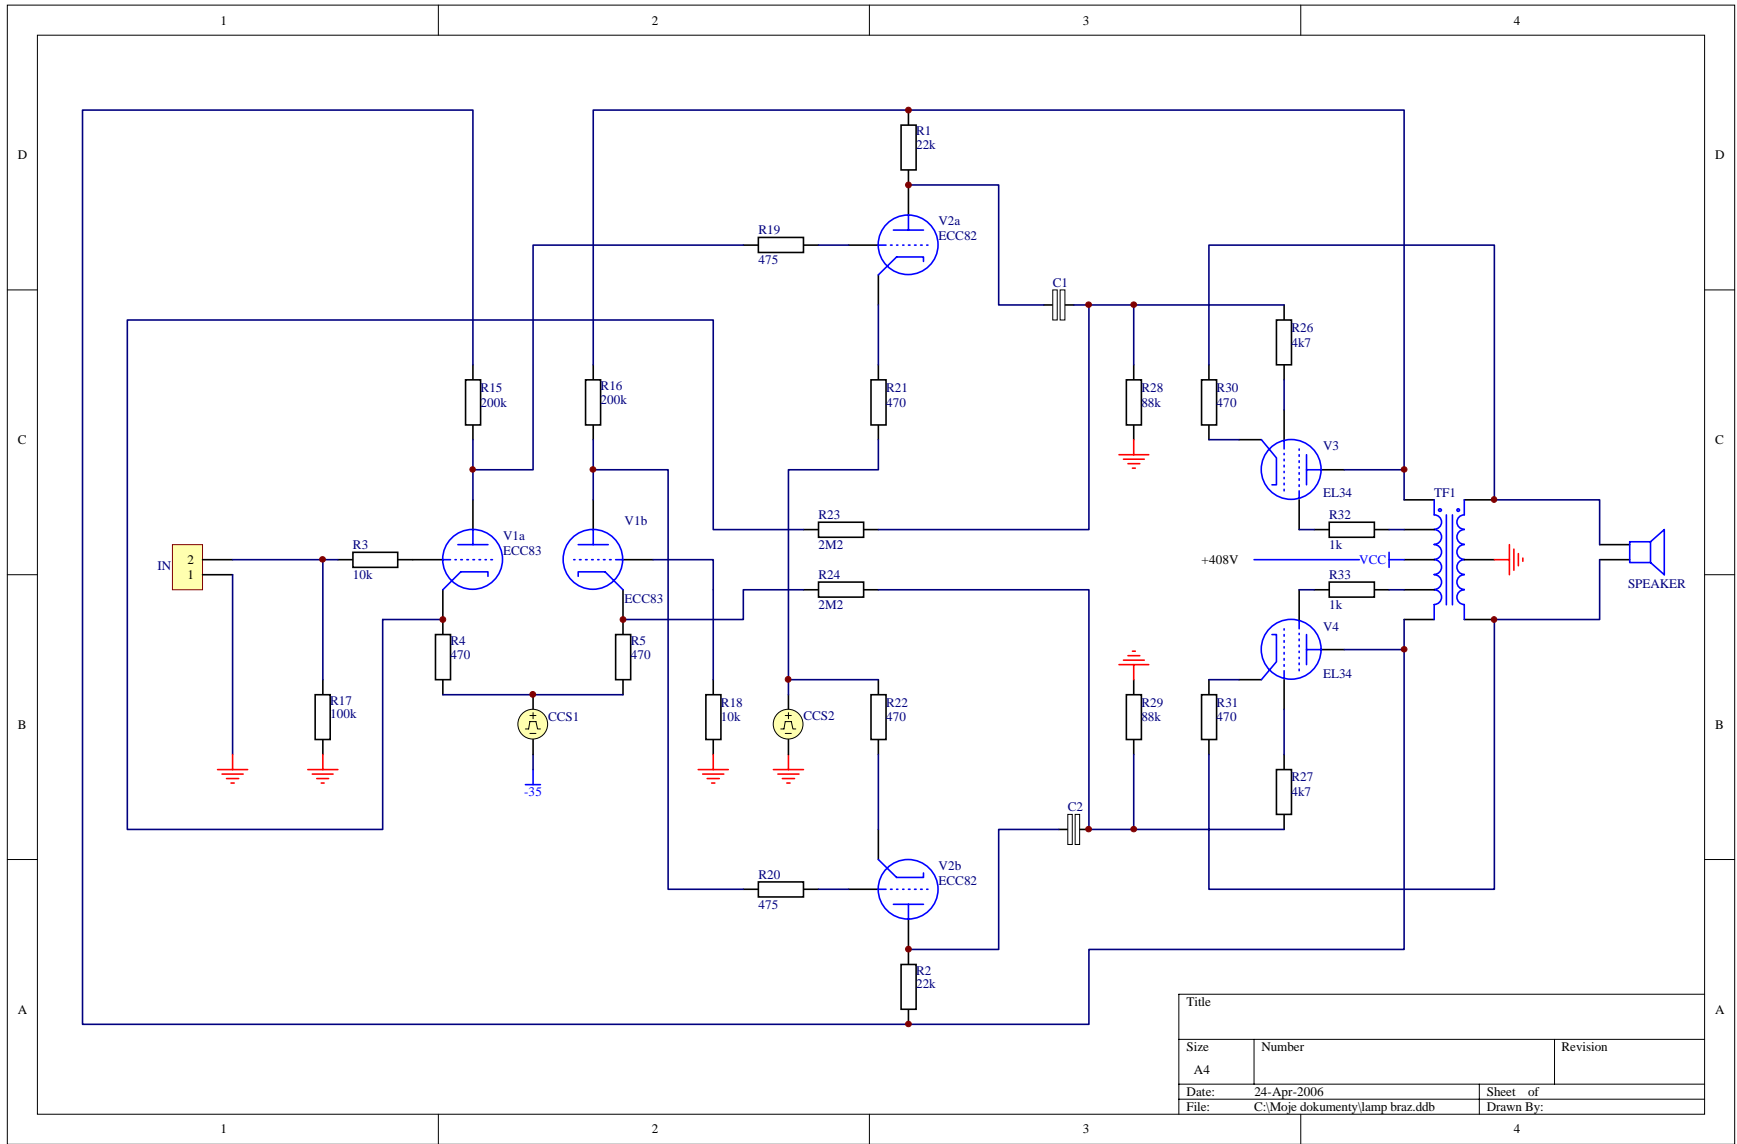 1 2 3 4
D D
R1
22k
V2a
ECC82
R19
475
C1
R26
4k7
R15
200k
R16
200k
R21
470
R28
88k
R30
470
C C
V3
EL34
TF1
V1a
ECC83
V1b
ECC83
R23
2M2
R32
1k
R3
10k
IN
2
1
+408V
VCC
SPEAKER
R24
2M2
R33
1k
R4
470
R5
470
V4
EL34
R17
100k
CCS1
R18
10k
CCS2
R22
470
R29
88k
R31
470
B B
-35
R27
4k7
C2
V2b
ECC82
R20
475
R2
22k
A A
Title
Size Number Revision
A4
Date: 24-Apr-2006 Sheet of
File: C:\Moje dokumenty\lamp braz.ddb Drawn By:
1 2 3 4